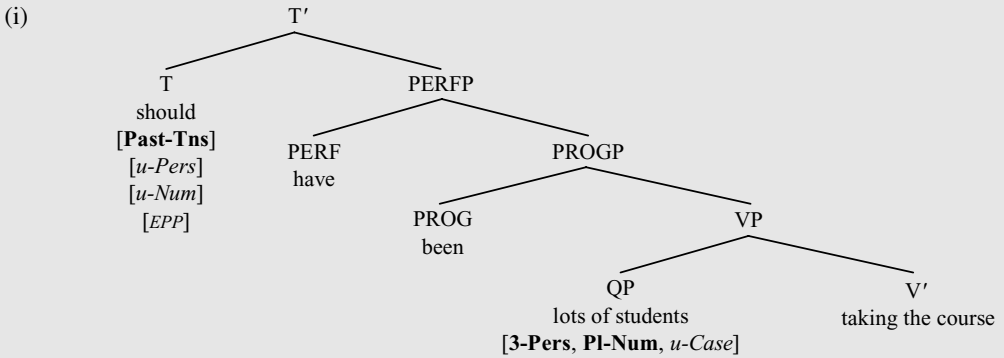 (i)
T′
T PERFP
should
[Past-Tns]
[u-Pers]
[u-Num]
[EPP]
PERF PROGP
have
PROG VP
been
QP V′
lots of students taking the course
[3-Pers, Pl-Num, u-Case]